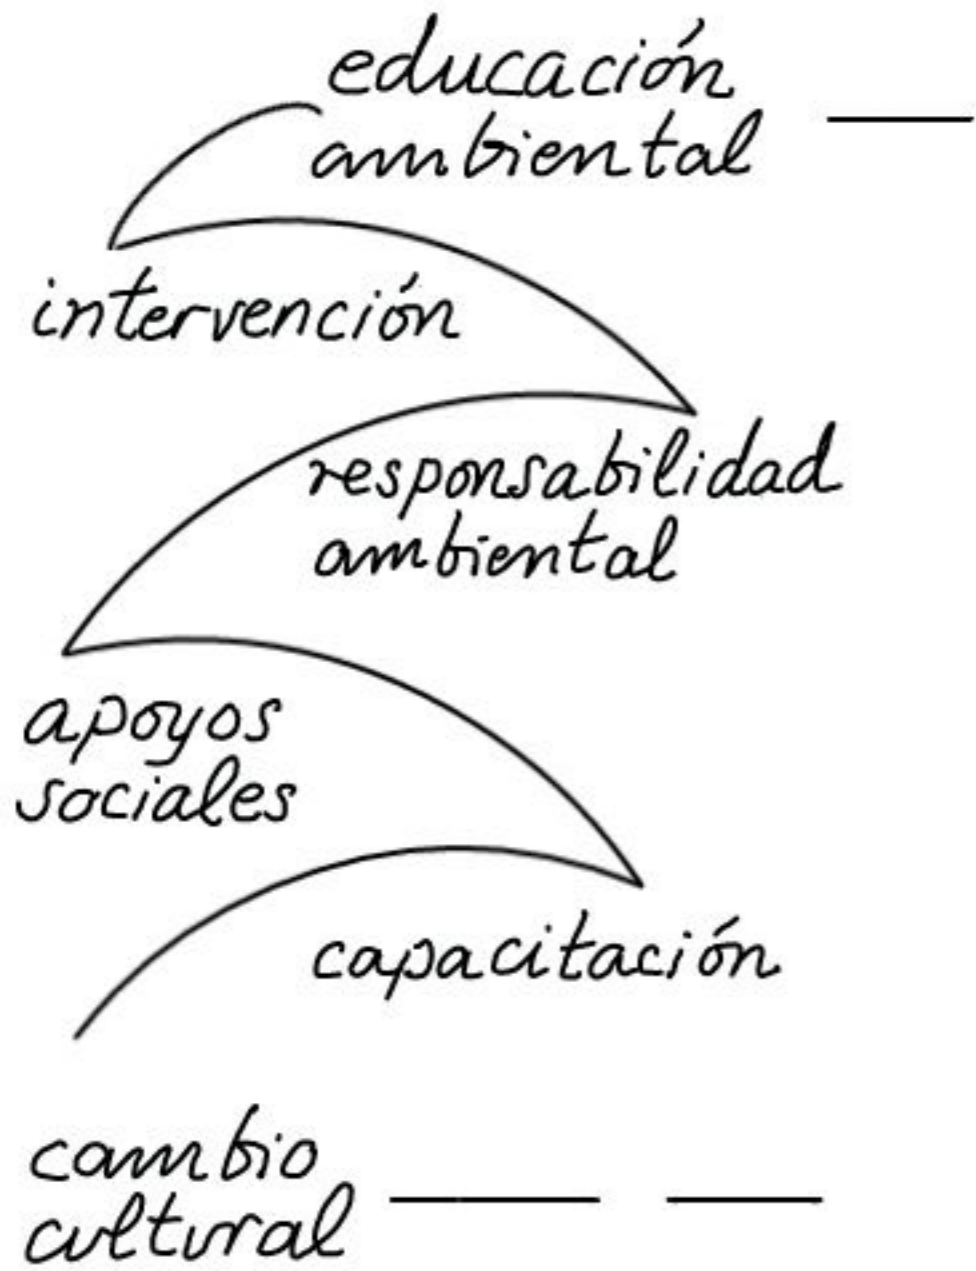 educación
ambiental
intervención
responsabilidad
ambiental
apoyos
sociales
capacitación
cambio
cultural